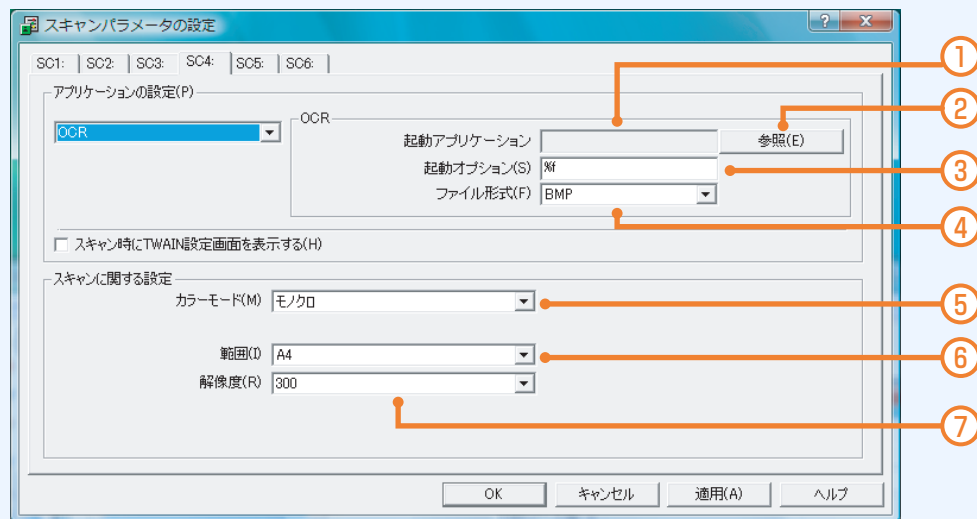 スキャンパラメータの設定
SC1: SC2: SC3: SC4: SC5: SC6:
アプリケーションの設定(P)
OCR
OCR
起動アプリケーション 参照(E)
起動オプション(S) %f
ファイル形式(F) BMP
スキャン時にTWAIN設定画面を表示する(H)
スキャンに関する設定
カラーモード(M) モノクロ
範囲(I) A4
解像度(R) 300
OK キャンセル 適用(A) ヘルプ
①
②
③
④
⑤
⑥
⑦